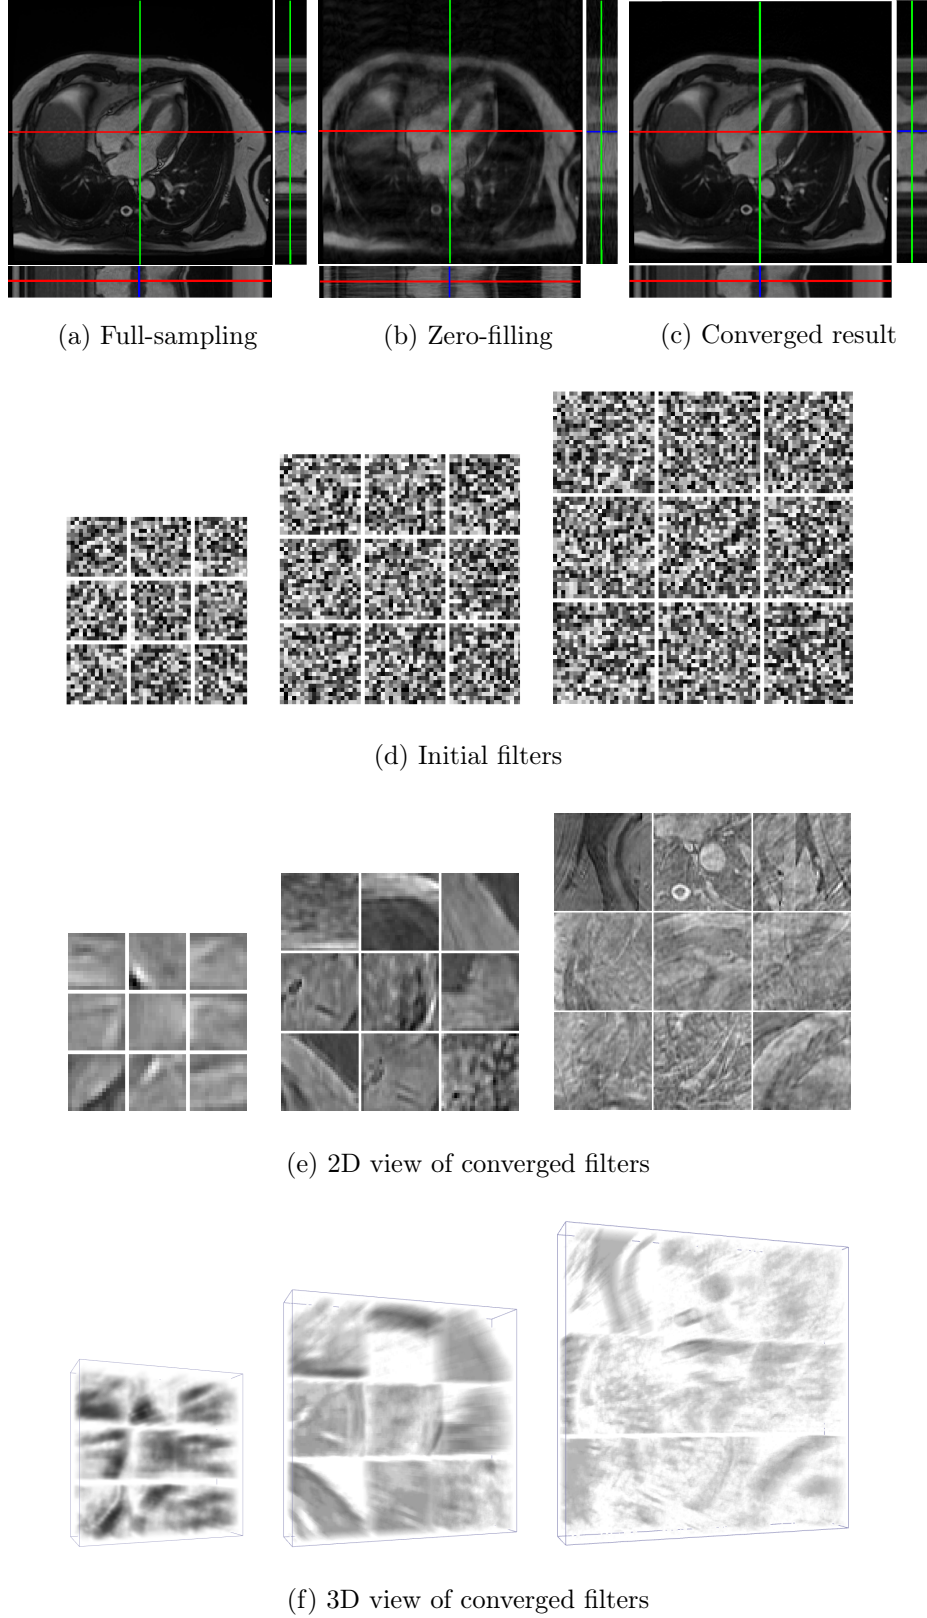 (a) Full-sampling
(b) Zero-filling
(c) Converged result
(d) Initial filters
(e) 2D view of converged filters
(f) 3D view of converged filters